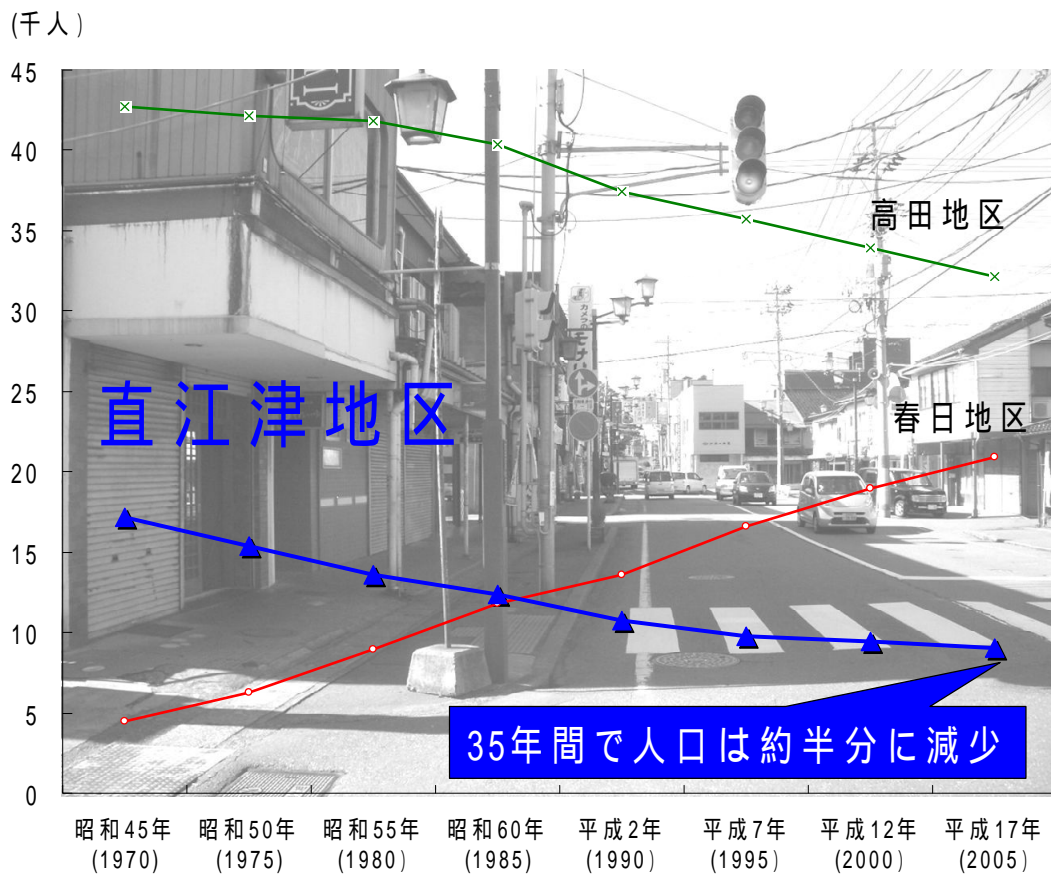 (千人)
45
40
35
30
25
20
15
10
5
0
高田地区
春日地区
直江津地区
35年間で人口は約半分に減少
昭和45年
(1970)
昭和50年
(1975)
昭和55年
(1980)
昭和60年
(1985)
平成2年
(1990)
平成7年
(1995)
平成12年
(2000)
平成17年
(2005)